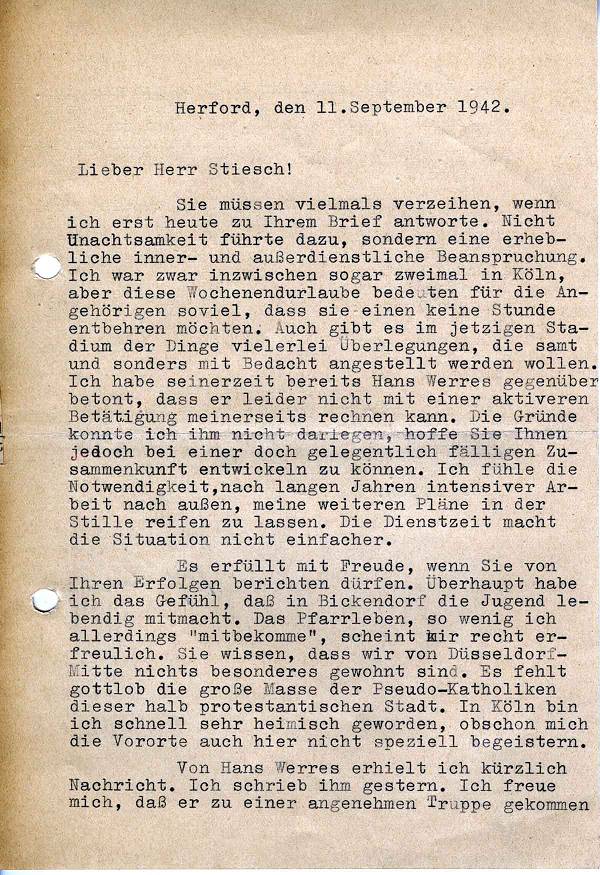 Herford, den 11.September 1942.
Lieber Herr Stiesch!
Sie müssen vielmals verzeihen, wenn
ich erst heute zu Ihrem Brief antworte. Nicht
Unachtsamkeit führte dazu, sondern eine erheb-
liche inner- und außerdienstliche Beanspruchung.
Ich war zwar inzwischen sogar zweimal in Köln,
aber diese Wochenendurlaube bedeuten für die An-
gehörigen soviel, dass sie einen keine Stunde
entbehren möchten. Auch gibt es im jetzigen Sta-
dium der Dinge vielerlei Überlegungen, die samt
und sonders mit Bedacht angestellt werden wollen.
Ich habe seinerzeit bereits Hans Werres gegenüber
betont, dass er leider nicht mit einer aktiveren
Betätigung meinerseits rechnen kann. Die Gründe
konnte ich ihm nicht darlegen, hoffe Sie Ihnen
jedoch bei einer doch gelegentlich fälligen Zu-
sammenkunft entwickeln zu können. Ich fühle die
Notwendigkeit,nach langen Jahren intensiver Ar-
beit nach außen, meine weiteren Pläne in der
Stille reifen zu lassen. Die Dienstzeit macht
die Situation nicht einfacher.
Es erfüllt mit Freude, wenn Sie von
Ihren Erfolgen berichten dürfen. Überhaupt habe
ich das Gefühl, daß in Bickendorf die Jugend le-
bendig mitmacht. Das Pfarrleben, so wenig ich
allerdings "mitbekomme", scheint mir recht er-
freulich. Sie wissen, dass wir von Düsseldorf-
Mitte nichts besonderes gewohnt sind. Es fehlt
gottlob die große Masse der Pseudo-Katholiken
dieser halb protestantischen Stadt. In Köln bin
ich schnell sehr heimisch geworden, obschon mich
die Vororte auch hier nicht speziell begeistern.
Von Hans Werres erhielt ich kürzlich
Nachricht. Ich schrieb ihm gestern. Ich freue
mich, daß er zu einer angenehmen Truppe gekommen